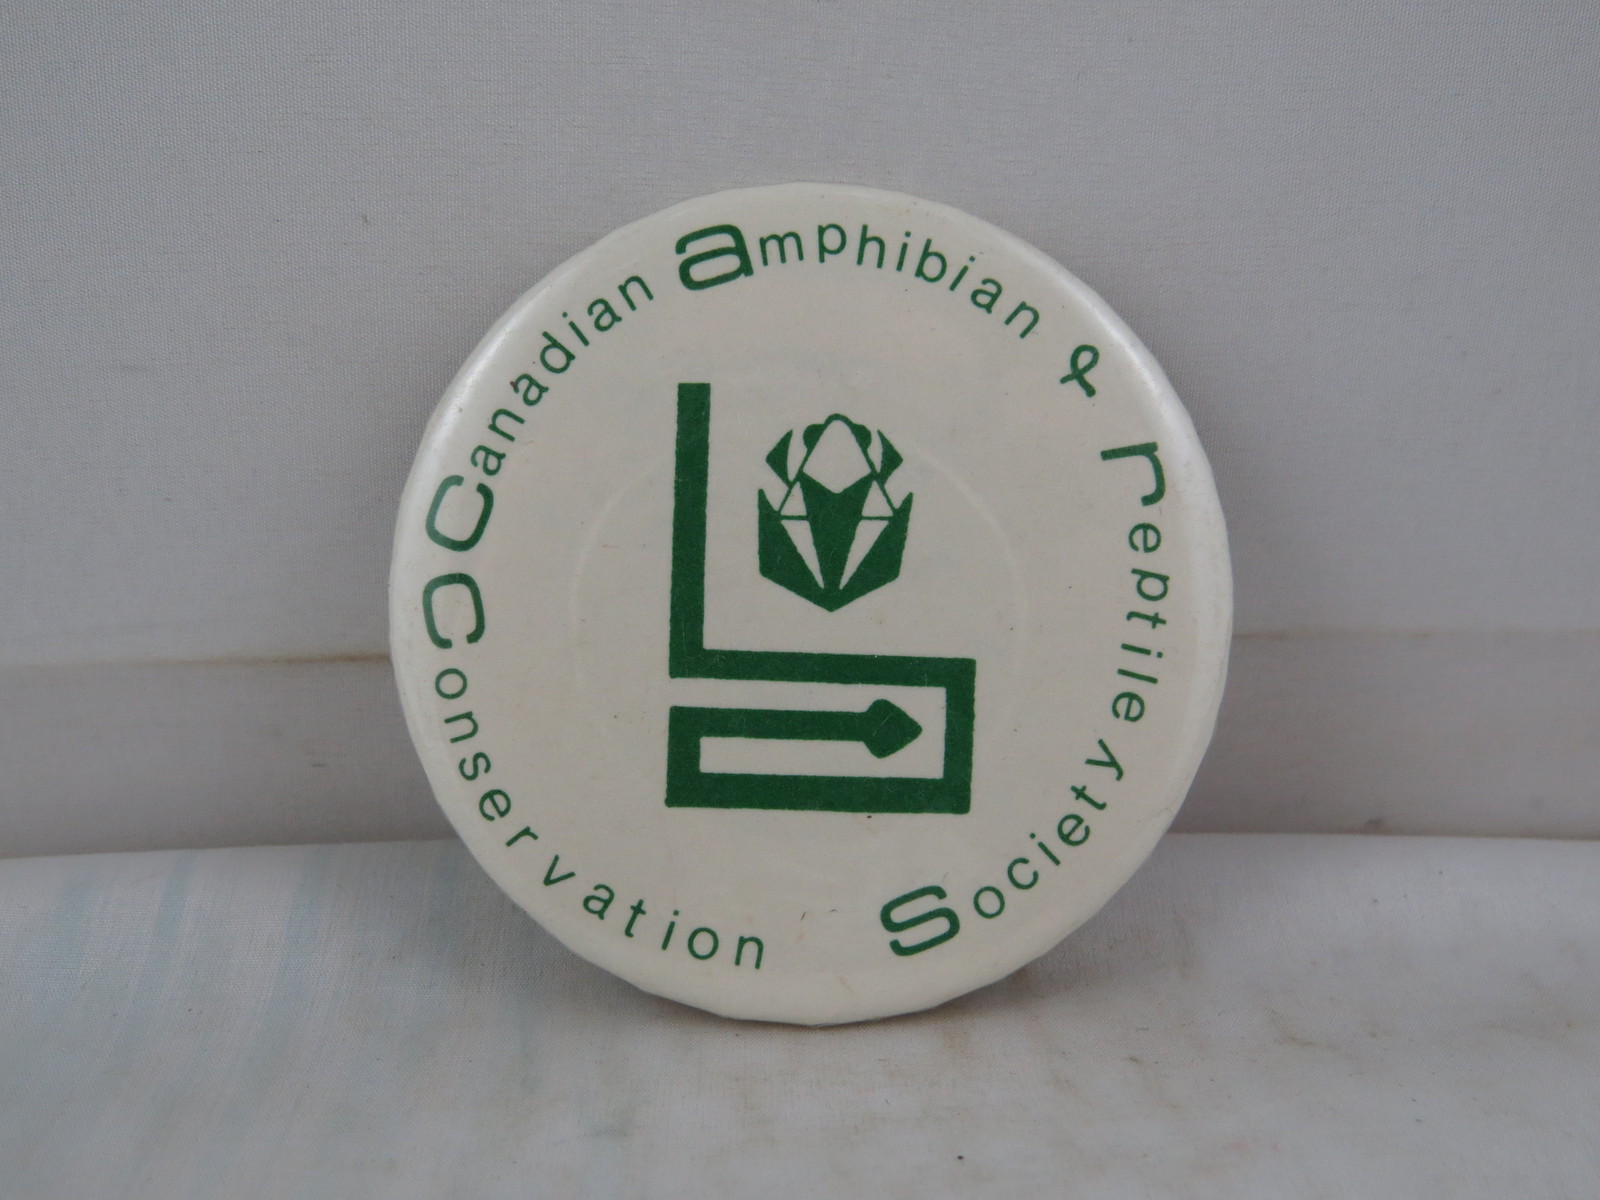 Canadian amphibian & reptile
Conservation Society